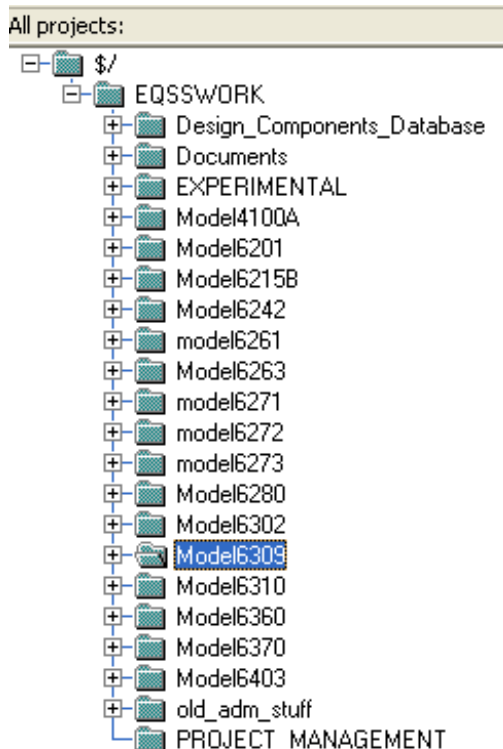 All projects:
$/
EQSSWORK
Design_Components_Database
Documents
EXPERIMENTAL
Model4100A
Model6201
Model6215B
Model6242
model6261
Model6263
model6271
model6272
model6273
Model6280
Model6302
Model6309
Model6310
Model6360
Model6370
Model6403
old_adm_stuff
PROJECT_MANAGEMENT